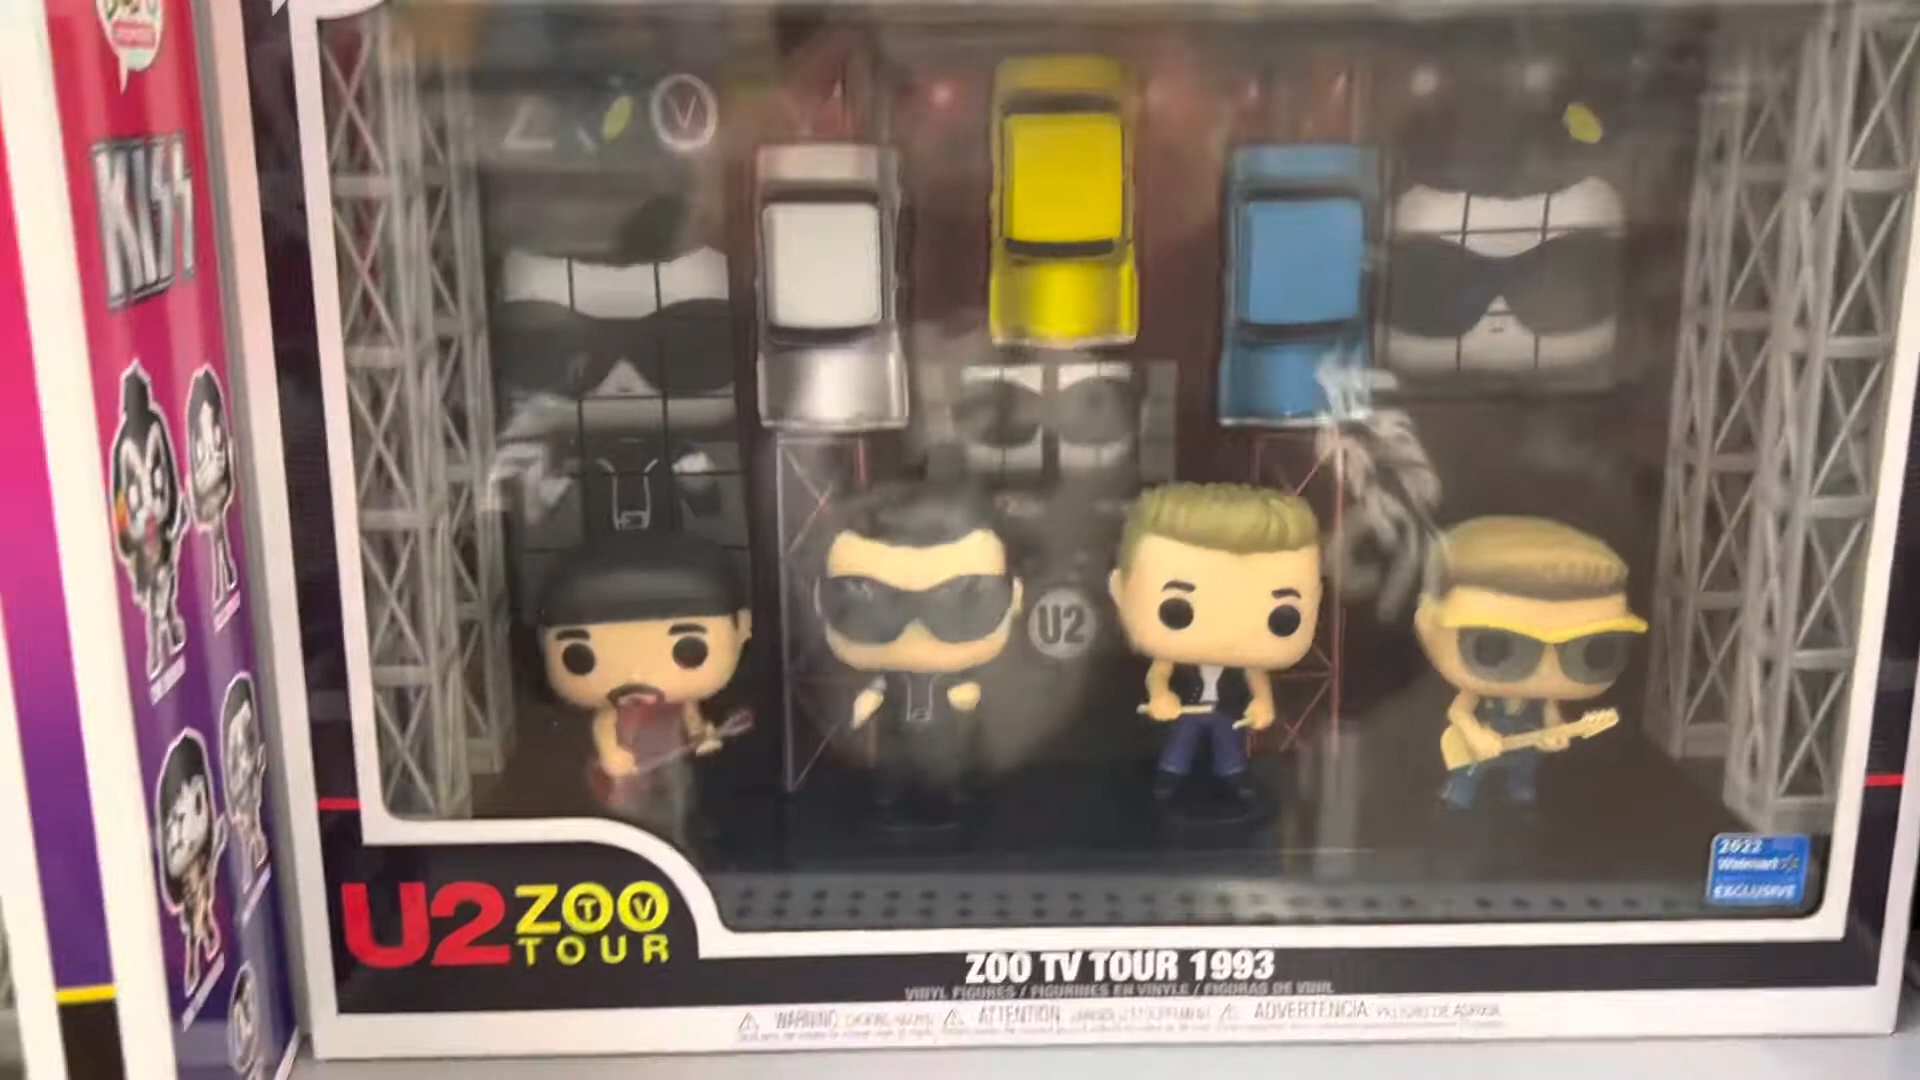 KISS
V
U2
2022
Walmart
EXCLUSIVE
U2 ZOO TV
TOUR
ZOO TV TOUR 1993
VINYL FIGURES / FIGURINES EN VINYLE / FIGURAS DE VINIL
WARNING ATTENTION ADVERTENCIA